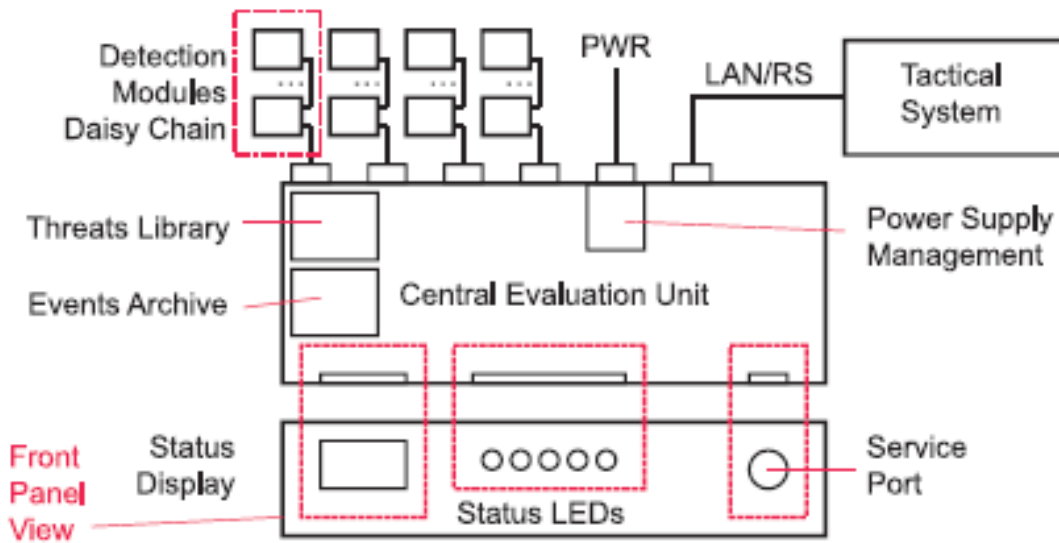 Detection
Modules
Daisy Chain
PWR
LAN/RS
Tactical
System
Threats Library
Events Archive
Central Evaluation Unit
Power Supply
Management
Front
Panel
View
Status
Display
Status LEDs
Service
Port